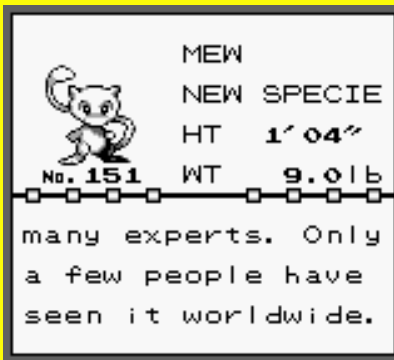 MEW
NEW SPECIE
HT 1′04″
No.151 WT 9.0lb
many experts. Only
a few people have
seen it worldwide.